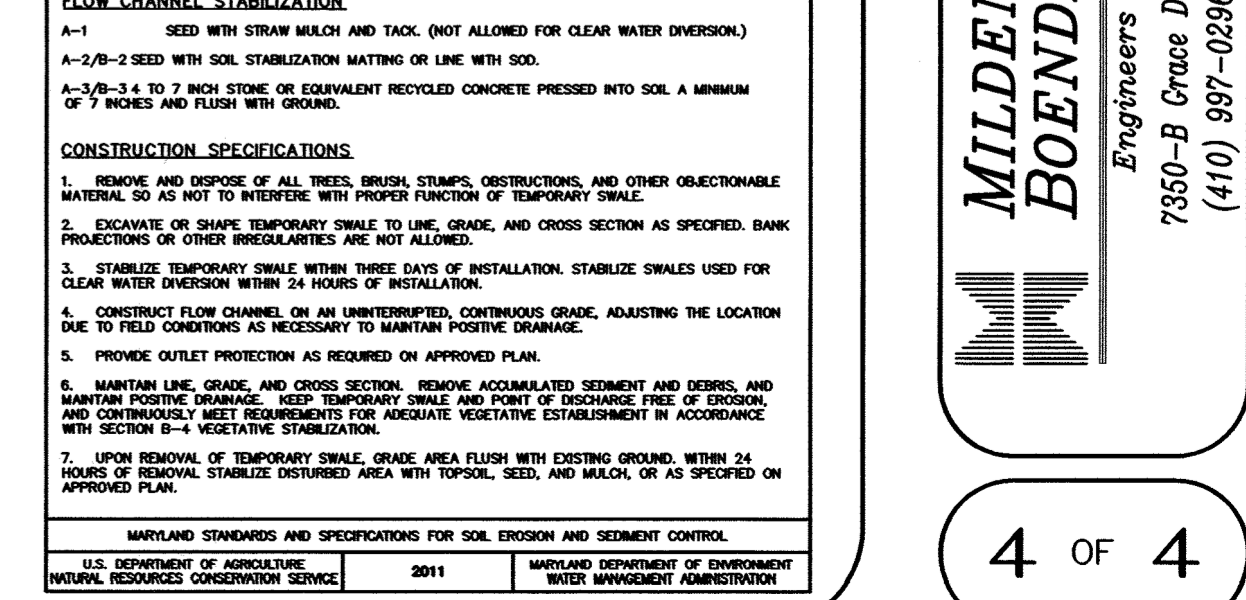 FLOW CHANNEL STABILIZATION
A-1 SEED WITH STRAW MULCH AND TACK. (NOT ALLOWED FOR CLEAR WATER DIVERSION.)
A-2/B-2 SEED WITH SOIL STABILIZATION MATTING OR LINE WITH SOD.
A-3/B-3 4 TO 7 INCH STONE OR EQUIVALENT RECYCLED CONCRETE PRESSED INTO SOIL A MINIMUM
OF 7 INCHES AND FLUSH WITH GROUND.
CONSTRUCTION SPECIFICATIONS
1. REMOVE AND DISPOSE OF ALL TREES, BRUSH, STUMPS, OBSTRUCTIONS, AND OTHER OBJECTIONABLE
MATERIAL SO AS NOT TO INTERFERE WITH PROPER FUNCTION OF TEMPORARY SWALE.
2. EXCAVATE OR SHAPE TEMPORARY SWALE TO LINE, GRADE, AND CROSS SECTION AS SPECIFIED. BANK
PROJECTIONS OR OTHER IRREGULARITIES ARE NOT ALLOWED.
3. STABILIZE TEMPORARY SWALE WITHIN THREE DAYS OF INSTALLATION. STABILIZE SWALES USED FOR
CLEAR WATER DIVERSION WITHIN 24 HOURS OF INSTALLATION.
4. CONSTRUCT FLOW CHANNEL ON AN UNINTERRUPTED, CONTINUOUS GRADE, ADJUSTING THE LOCATION
DUE TO FIELD CONDITIONS AS NECESSARY TO MAINTAIN POSITIVE DRAINAGE.
5. PROVIDE OUTLET PROTECTION AS REQUIRED ON APPROVED PLAN.
6. MAINTAIN LINE, GRADE, AND CROSS SECTION. REMOVE ACCUMULATED SEDIMENT AND DEBRIS, AND
MAINTAIN POSITIVE DRAINAGE. KEEP TEMPORARY SWALE AND POINT OF DISCHARGE FREE OF EROSION,
AND CONTINUOUSLY MEET REQUIREMENTS FOR ADEQUATE VEGETATIVE ESTABLISHMENT IN ACCORDANCE
WITH SECTION B-4 VEGETATIVE STABILIZATION.
7. UPON REMOVAL OF TEMPORARY SWALE, GRADE AREA FLUSH WITH EXISTING GROUND. WITHIN 24
HOURS OF REMOVAL STABILIZE DISTURBED AREA WITH TOPSOIL, SEED, AND MULCH, OR AS SPECIFIED ON
APPROVED PLAN.
MARYLAND STANDARDS AND SPECIFICATIONS FOR SOIL EROSION AND SEDIMENT CONTROL
U.S. DEPARTMENT OF AGRICULTURE
NATURAL RESOURCES CONSERVATION SERVICE
2011
MARYLAND DEPARTMENT OF ENVIRONMENT
WATER MANAGEMENT ADMINISTRATION
MILDEN
BOEND
Engineers
7350-B Grace D
(410) 997-0296
4 OF 4